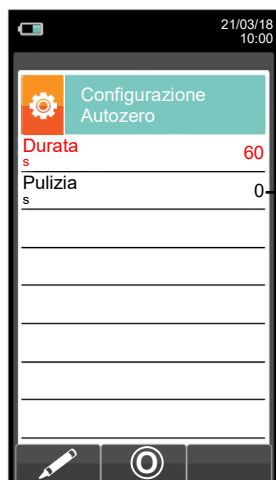 21/03/18
10:00
Configurazione
Autozero
Durata
s
60
Pulizia
s
0